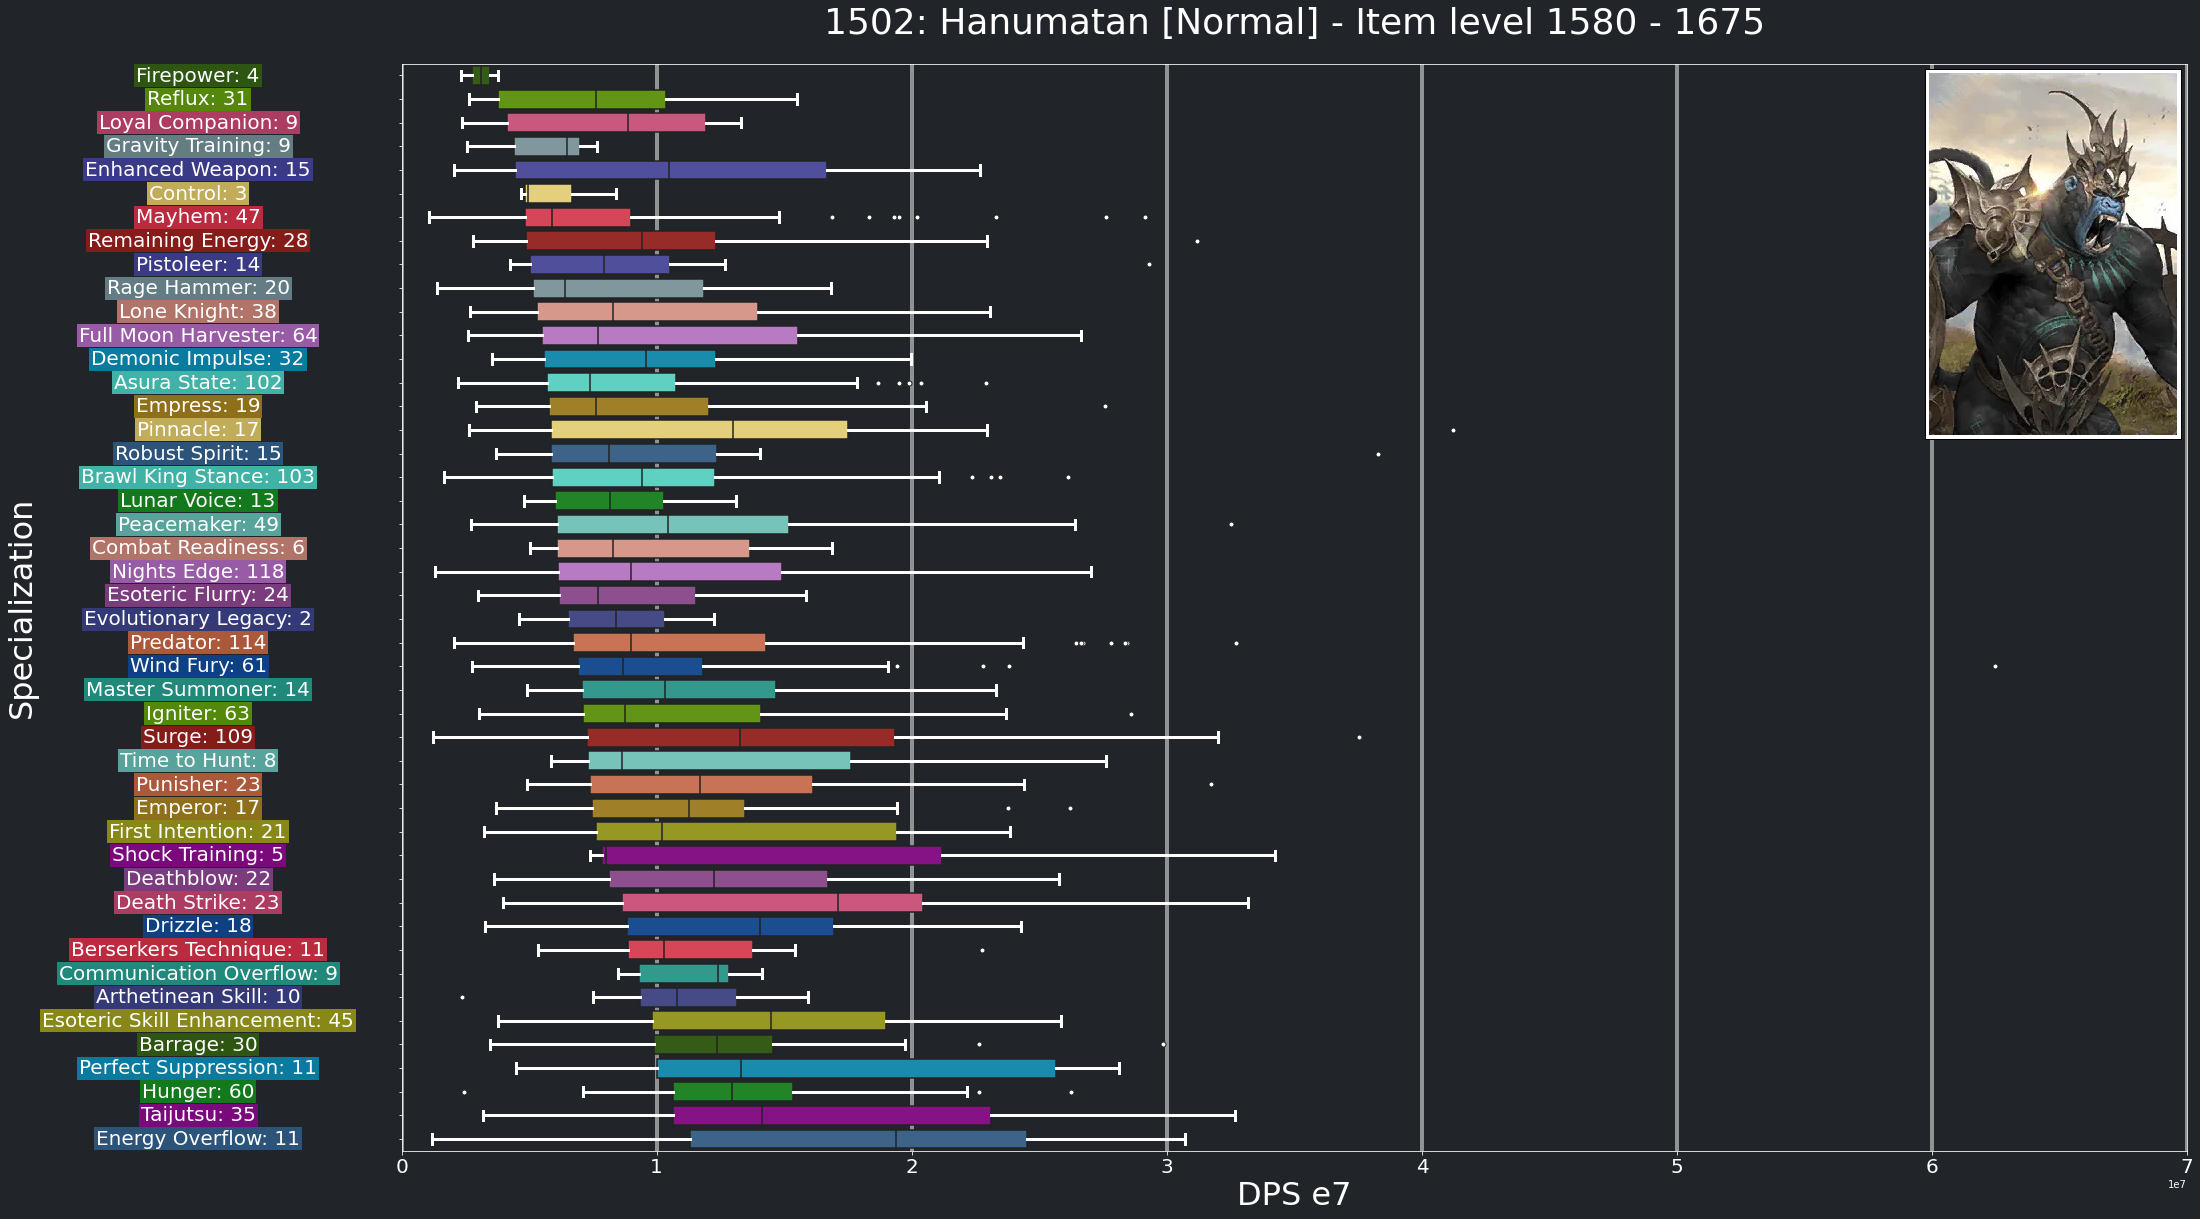 1502: Hanumatan [Normal] - Item level 1580 - 1675
Specialization
Firepower: 4
Reflux: 31
Loyal Companion: 9
Gravity Training: 9
Enhanced Weapon: 15
Control: 3
Mayhem: 47
Remaining Energy: 28
Pistoleer: 14
Rage Hammer: 20
Lone Knight: 38
Full Moon Harvester: 64
Demonic Impulse: 32
Asura State: 102
Empress: 19
Pinnacle: 17
Robust Spirit: 15
Brawl King Stance: 103
Lunar Voice: 13
Peacemaker: 49
Combat Readiness: 6
Nights Edge: 118
Esoteric Flurry: 24
Evolutionary Legacy: 2
Predator: 114
Wind Fury: 61
Master Summoner: 14
Igniter: 63
Surge: 109
Time to Hunt: 8
Punisher: 23
Emperor: 17
First Intention: 21
Shock Training: 5
Deathblow: 22
Death Strike: 23
Drizzle: 18
Berserkers Technique: 11
Communication Overflow: 9
Arthetinean Skill: 10
Esoteric Skill Enhancement: 45
Barrage: 30
Perfect Suppression: 11
Hunger: 60
Taijutsu: 35
Energy Overflow: 11
0 1 2 3 4 5 6 7
1e7
DPS e7